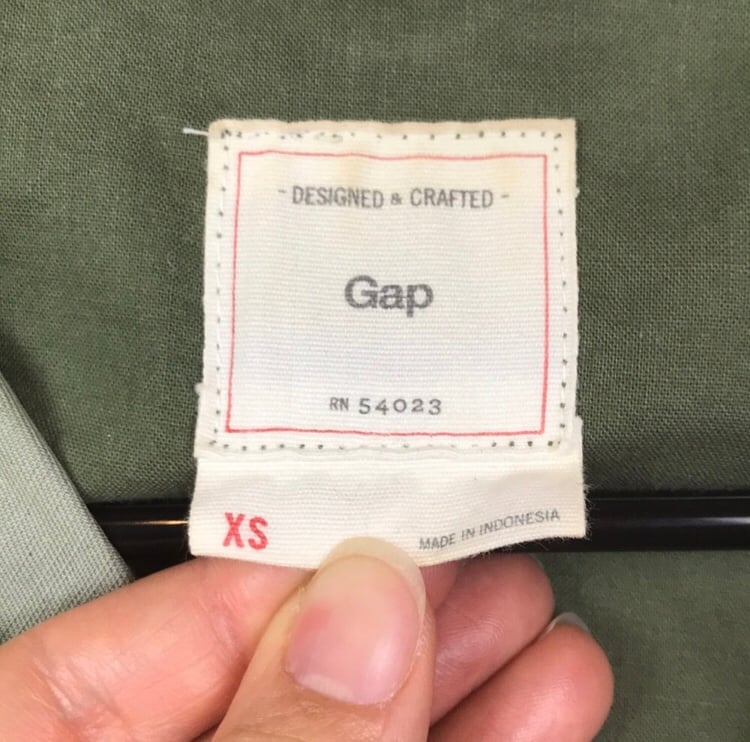 - DESIGNED & CRAFTED -
Gap
RN 54023
XS
MADE IN INDONESIA